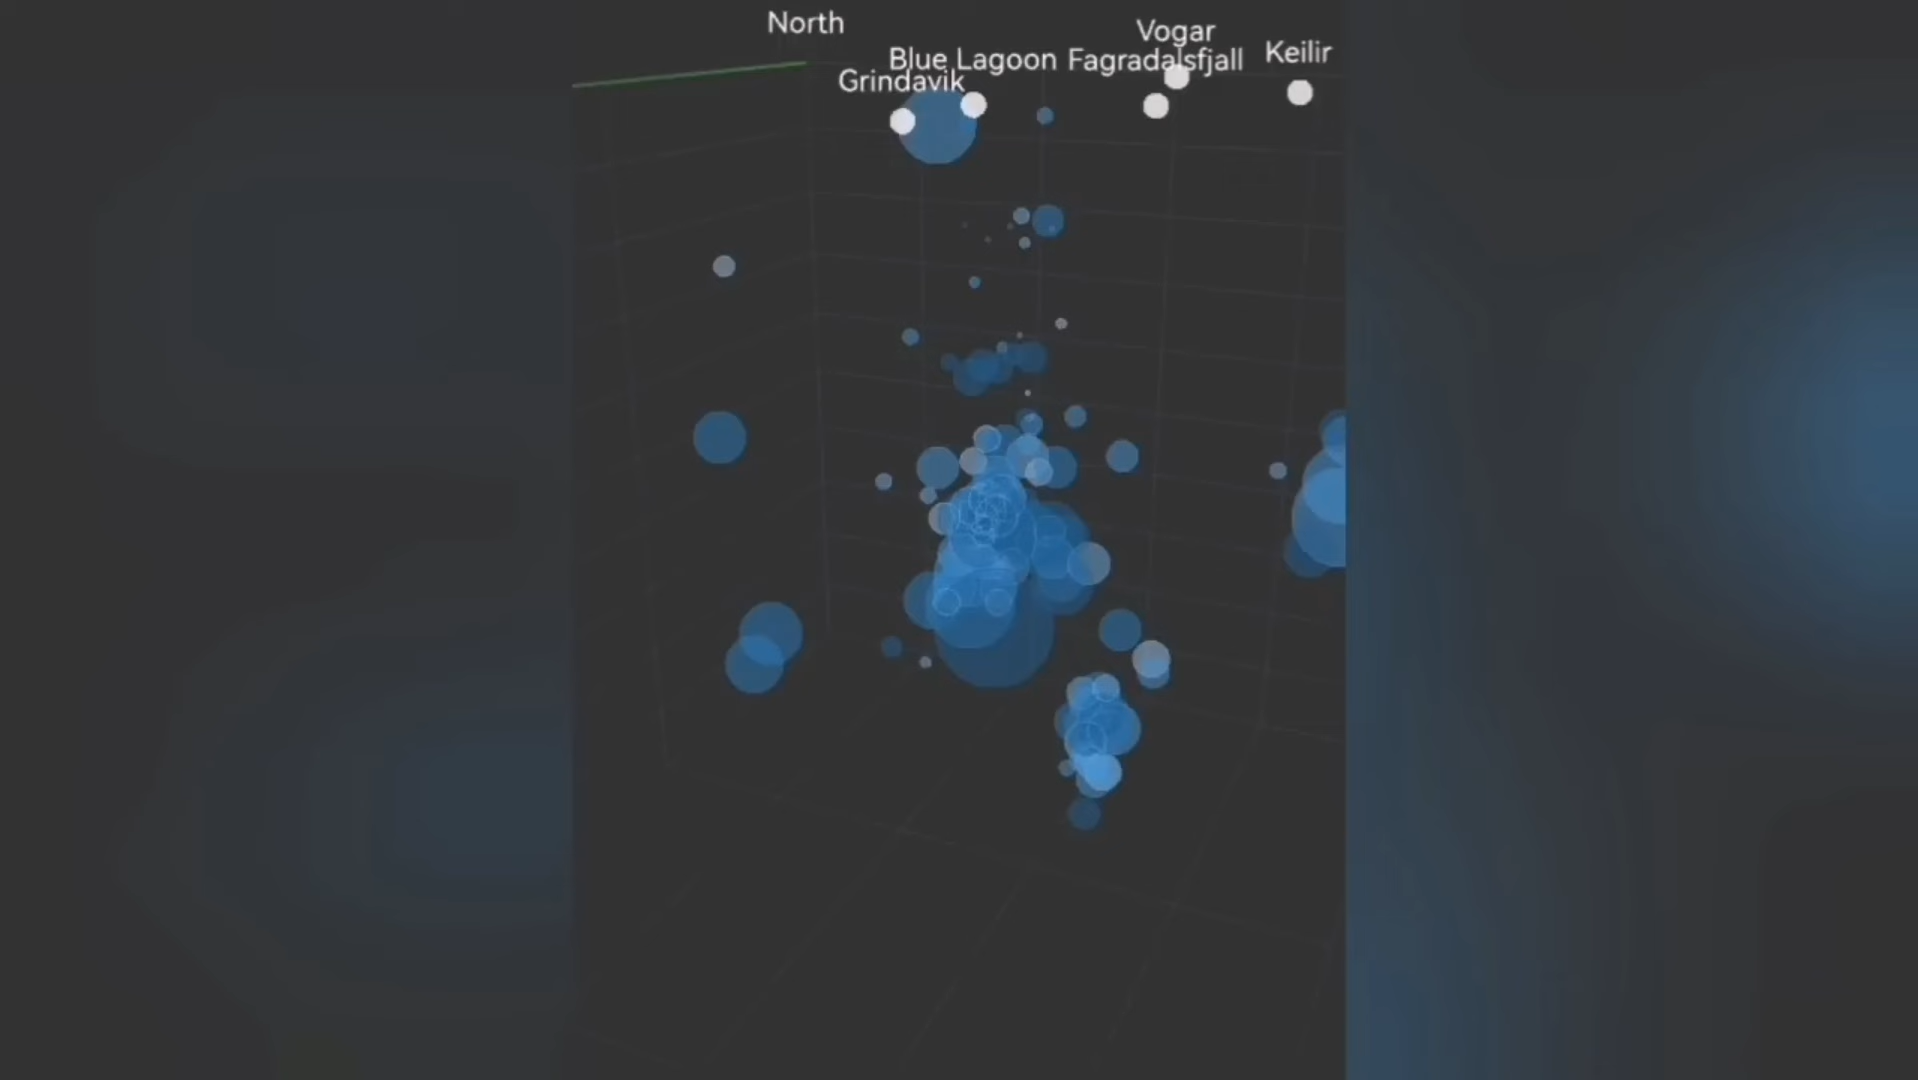 North
Vogar
Blue Lagoon
Fagradalsfjall
Keilir
Grindavik